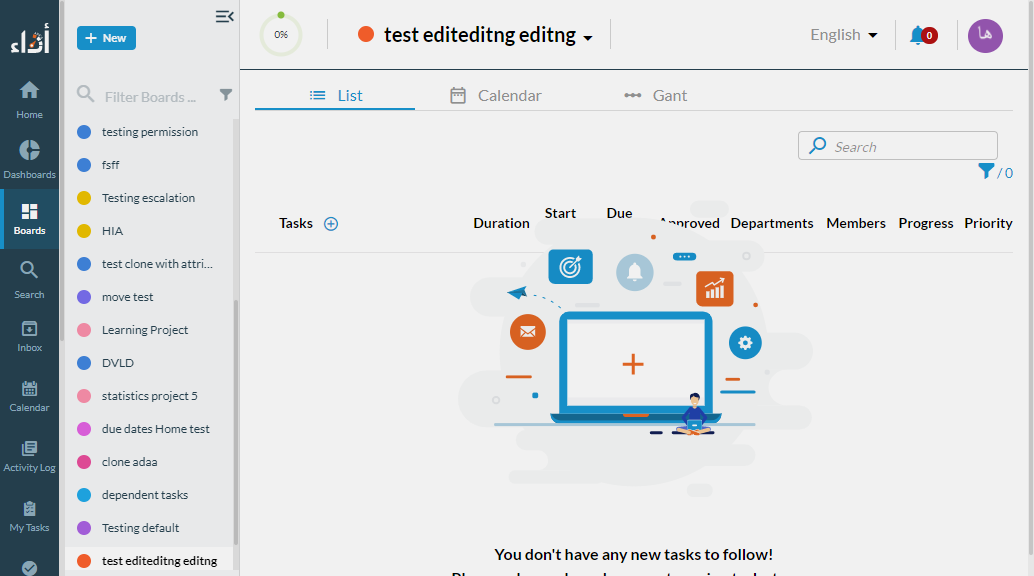 أداء
Home
Dashboards
Boards
Search
Inbox
Calendar
Activity Log
My Tasks
+ New
Filter Boards ...
testing permission
fsff
Testing escalation
HIA
test clone with attri...
move test
Learning Project
DVLD
statistics project 5
due dates Home test
clone adaa
dependent tasks
Testing default
test editeditng editng
0%
test editeditng editng
English
0
ها
List
Calendar
Gant
Search
/ 0
Tasks
Duration
Start
Due
Approved
Departments
Members
Progress
Priority
You don't have any new tasks to follow!